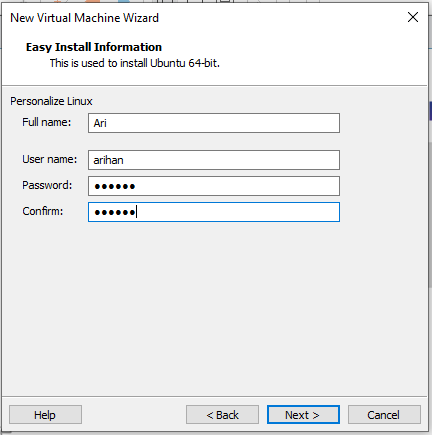 New Virtual Machine Wizard
Easy Install Information
This is used to install Ubuntu 64-bit.
Personalize Linux
Full name: Ari
User name: arihan
Password: ●●●●●●
Confirm: ●●●●●●
Help < Back Next > Cancel